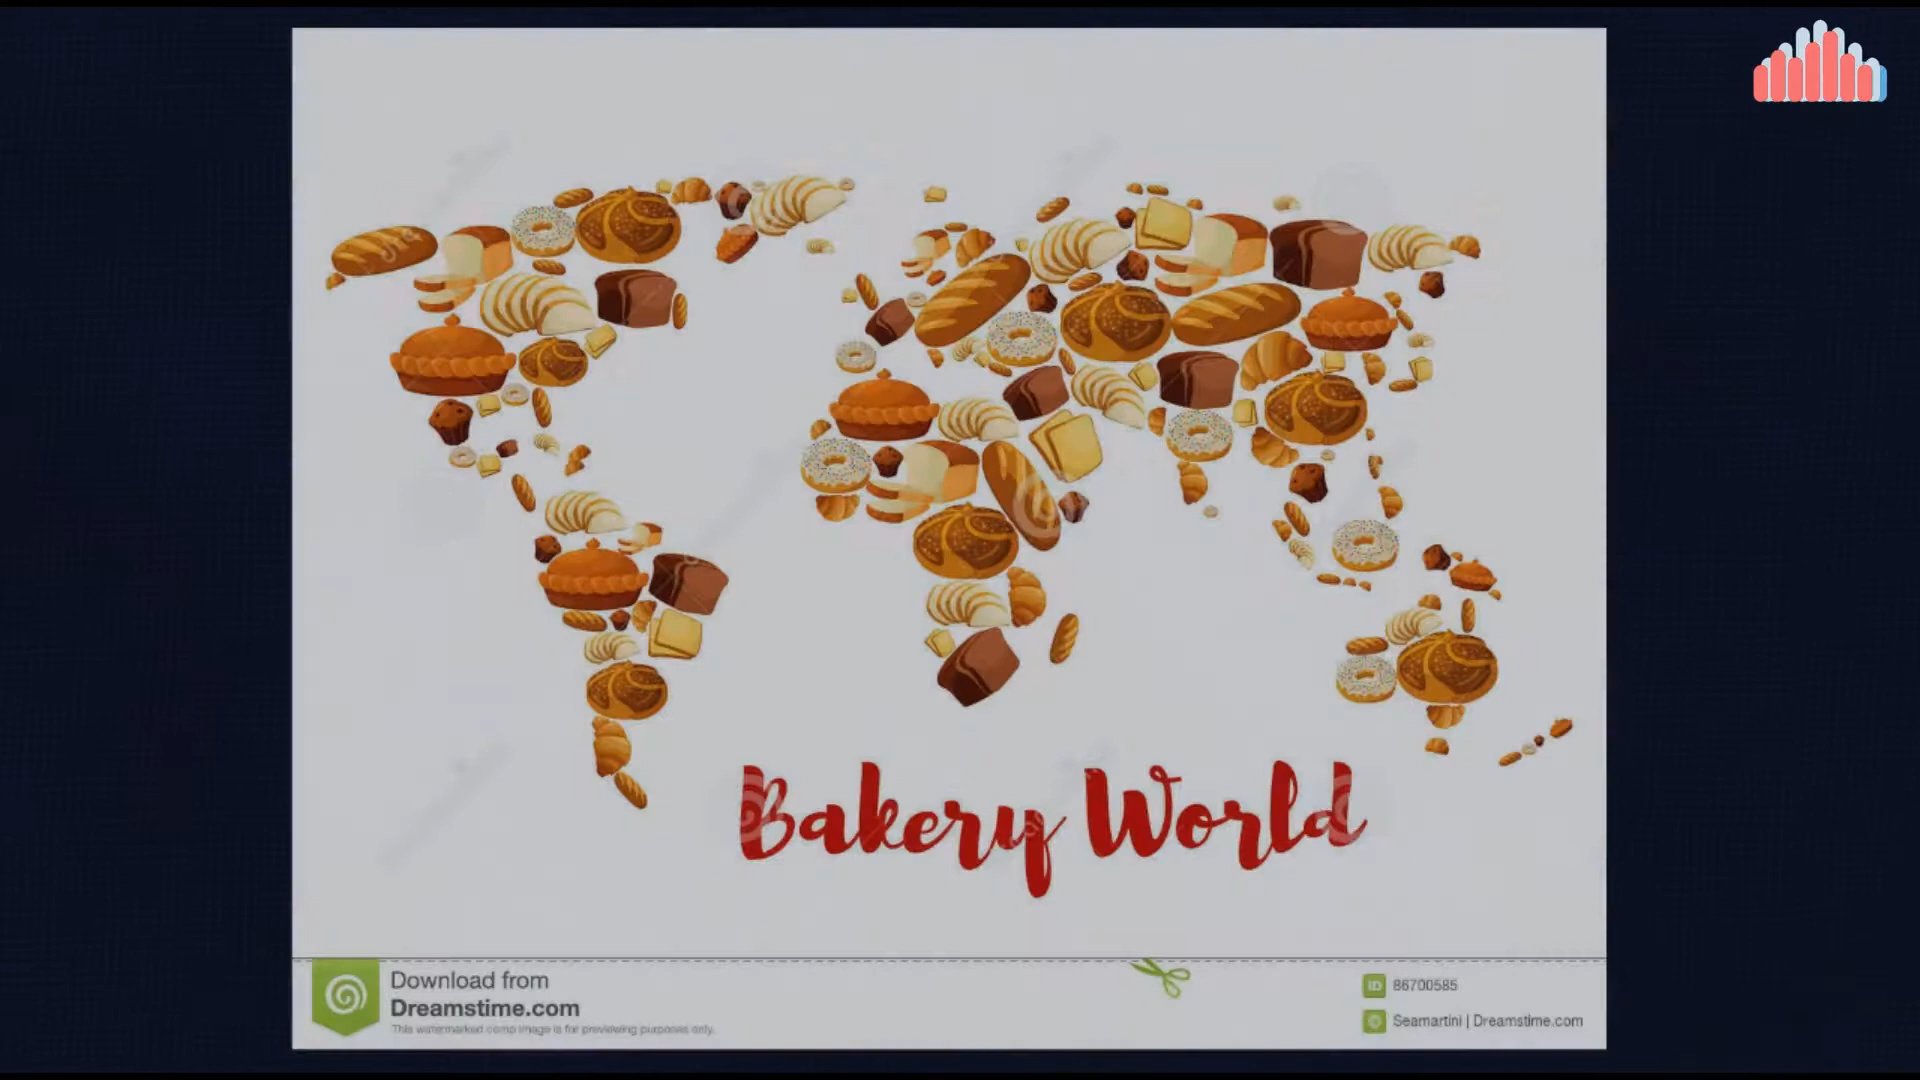 Bakery World
Download from
Dreamstime.com
This watermarked comp image is for previewing purposes only.
ID 86700585
Seamartini | Dreamstime.com